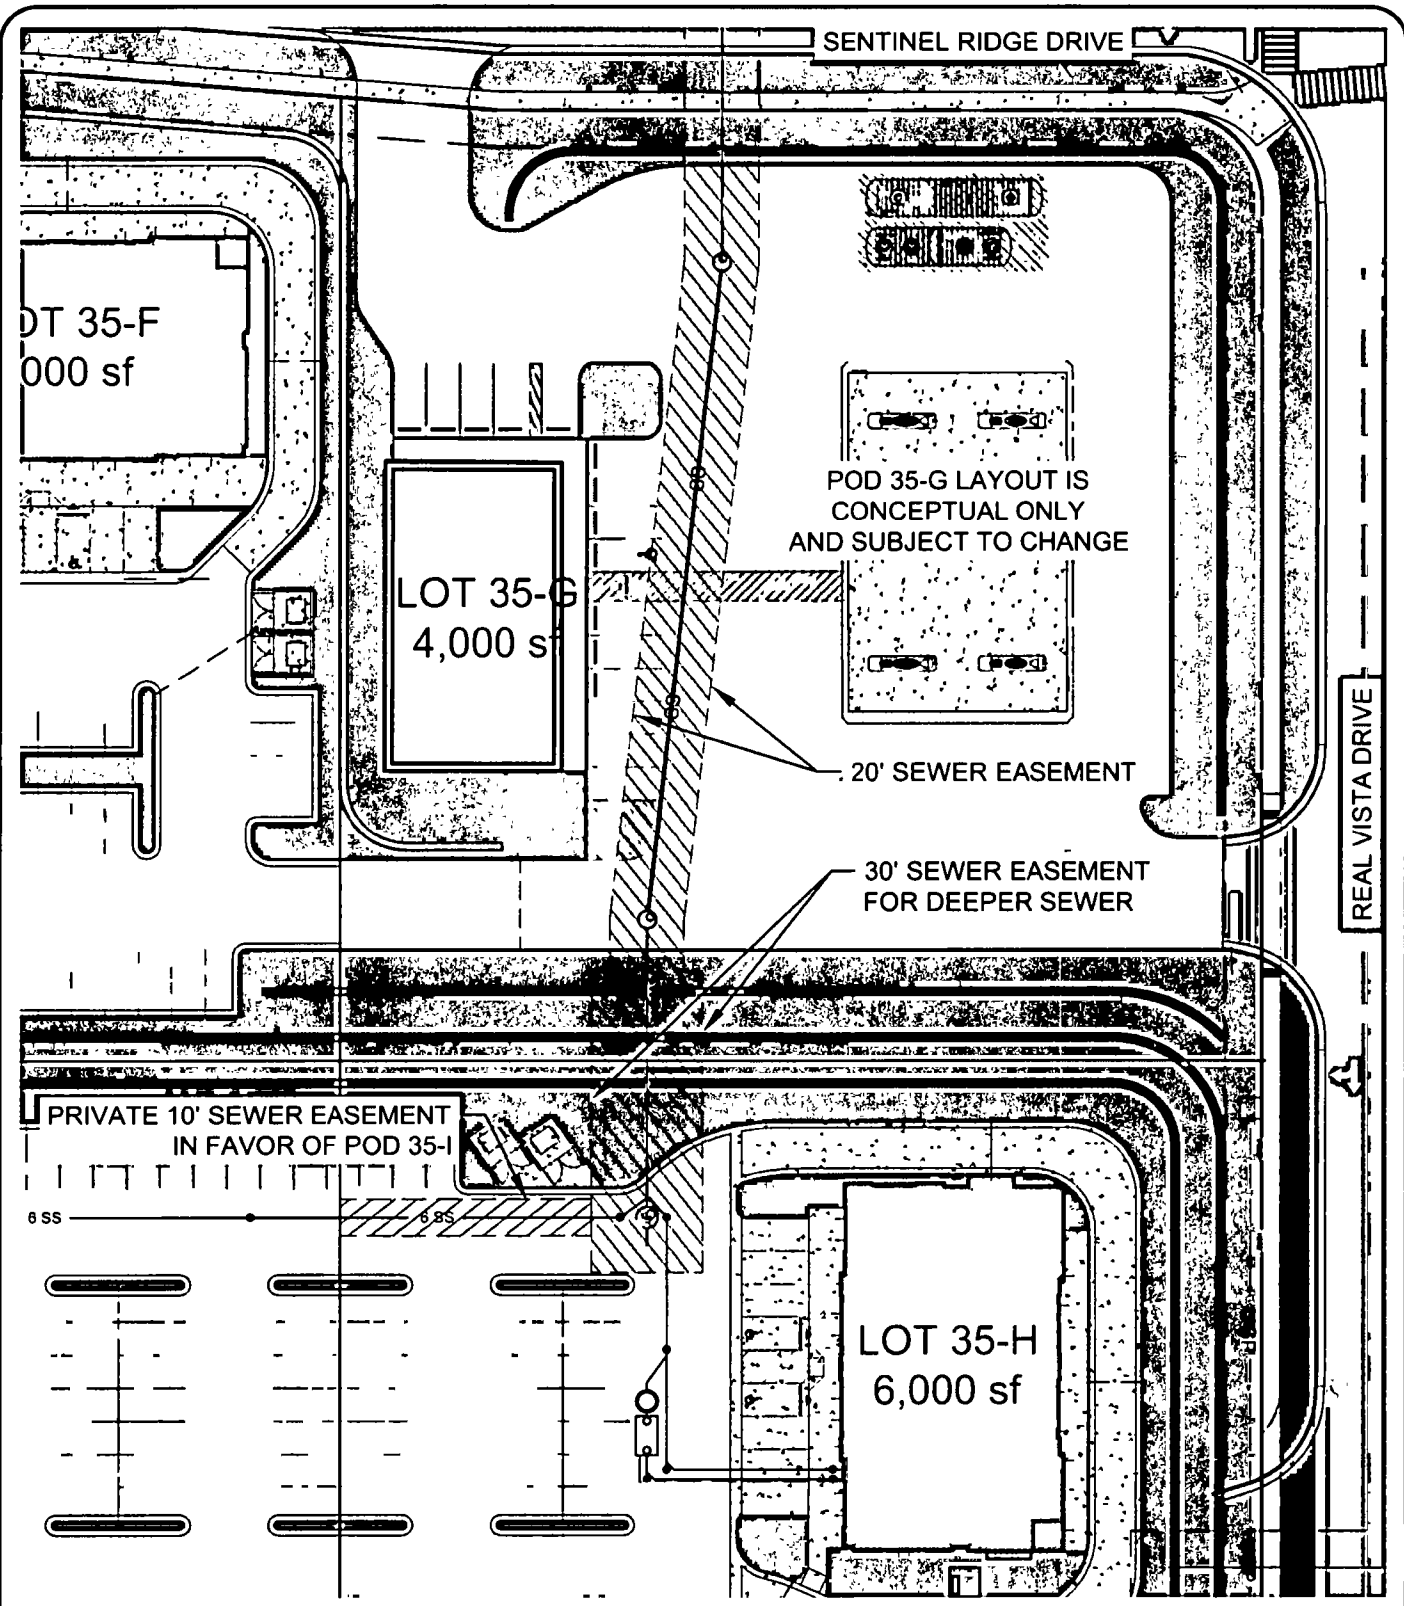 SENTINEL RIDGE DRIVE
OT 35-F
000 sf
POD 35-G LAYOUT IS
CONCEPTUAL ONLY
AND SUBJECT TO CHANGE
LOT 35-G
4,000 sf
20' SEWER EASEMENT
REAL VISTA DRIVE
30' SEWER EASEMENT
FOR DEEPER SEWER
PRIVATE 10' SEWER EASEMENT
IN FAVOR OF POD 35-I
6 SS
6 SS
LOT 35-H
6,000 sf